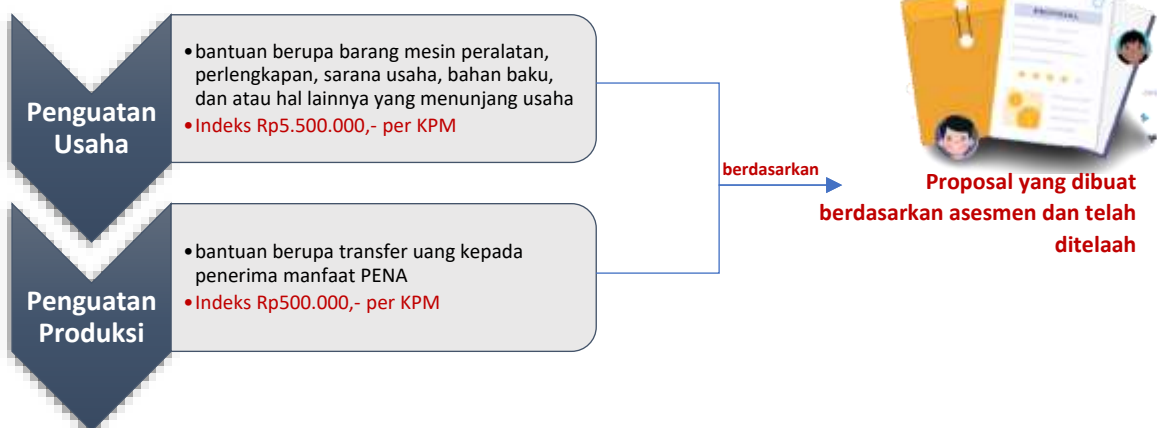 PROPOSAL
Penguatan
Usaha
•bantuan berupa barang mesin peralatan,
perlengkapan, sarana usaha, bahan baku,
dan atau hal lainnya yang menunjang usaha
•Indeks Rp5.500.000,- per KPM
Penguatan
Produksi
•bantuan berupa transfer uang kepada
penerima manfaat PENA
•Indeks Rp500.000,- per KPM
berdasarkan
Proposal yang dibuat
berdasarkan asesmen dan telah
ditelaah